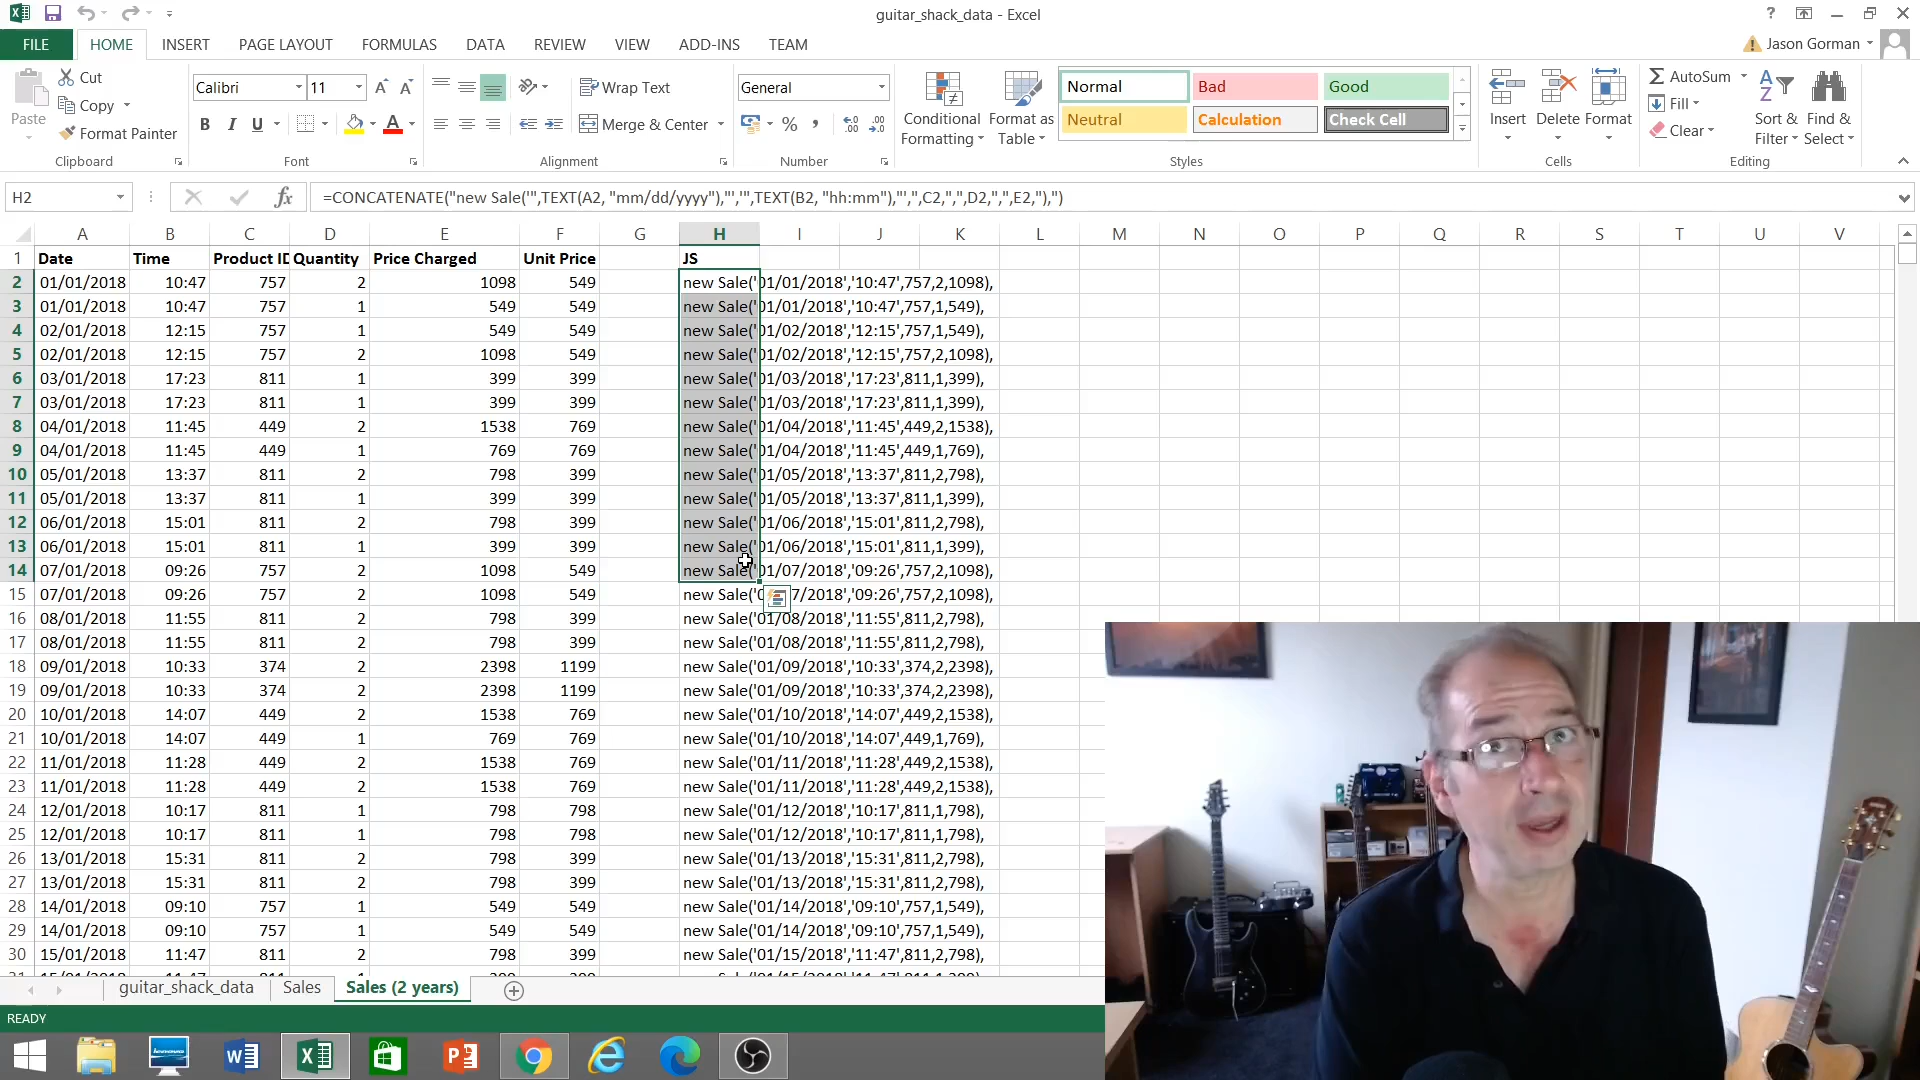 guitar_shack_data - Excel
FILE HOME INSERT PAGE LAYOUT FORMULAS DATA REVIEW VIEW ADD-INS TEAM Jason Gorman
Paste Cut Copy Format Painter
Calibri 11
B I U
Wrap Text
Merge & Center
General
%
Conditional Formatting
Format as Table
Normal Bad Good
Neutral Calculation Check Cell
Insert Delete Format
AutoSum Fill Clear
Sort & Filter
Find & Select
Clipboard Font Alignment Number Styles Cells Editing
H2 fx =CONCATENATE("new Sale('",TEXT(A2, "mm/dd/yyyy"),"','",TEXT(B2, "hh:mm"),"',",C2,",",D2,",",E2,"),")
A B C D E F G H I J K L M N O P Q R S T U V
1 Date Time Product ID Quantity Price Charged Unit Price JS
2 01/01/2018 10:47 757 2 1098 549 new Sale('01/01/2018','10:47',757,2,1098),
3 01/01/2018 10:47 757 1 549 549 new Sale('01/01/2018','10:47',757,1,549),
4 02/01/2018 12:15 757 1 549 549 new Sale('01/02/2018','12:15',757,1,549),
5 02/01/2018 12:15 757 2 1098 549 new Sale('01/02/2018','12:15',757,2,1098),
6 03/01/2018 17:23 811 1 399 399 new Sale('01/03/2018','17:23',811,1,399),
7 03/01/2018 17:23 811 1 399 399 new Sale('01/03/2018','17:23',811,1,399),
8 04/01/2018 11:45 449 2 1538 769 new Sale('01/04/2018','11:45',449,2,1538),
9 04/01/2018 11:45 449 1 769 769 new Sale('01/04/2018','11:45',449,1,769),
10 05/01/2018 13:37 811 2 798 399 new Sale('01/05/2018','13:37',811,2,798),
11 05/01/2018 13:37 811 1 399 399 new Sale('01/05/2018','13:37',811,1,399),
12 06/01/2018 15:01 811 2 798 399 new Sale('01/06/2018','15:01',811,2,798),
13 06/01/2018 15:01 811 1 399 399 new Sale('01/06/2018','15:01',811,1,399),
14 07/01/2018 09:26 757 2 1098 549 new Sale('01/07/2018','09:26',757,2,1098),
15 07/01/2018 09:26 757 2 1098 549 new Sale('0 7/2018','09:26',757,2,1098),
16 08/01/2018 11:55 811 2 798 399 new Sale('01/08/2018','11:55',811,2,798),
17 08/01/2018 11:55 811 2 798 399 new Sale('01/08/2018','11:55',811,2,798),
18 09/01/2018 10:33 374 2 2398 1199 new Sale('01/09/2018','10:33',374,2,2398),
19 09/01/2018 10:33 374 2 2398 1199 new Sale('01/09/2018','10:33',374,2,2398),
20 10/01/2018 14:07 449 2 1538 769 new Sale('01/10/2018','14:07',449,2,1538),
21 10/01/2018 14:07 449 1 769 769 new Sale('01/10/2018','14:07',449,1,769),
22 11/01/2018 11:28 449 2 1538 769 new Sale('01/11/2018','11:28',449,2,1538),
23 11/01/2018 11:28 449 2 1538 769 new Sale('01/11/2018','11:28',449,2,1538),
24 12/01/2018 10:17 811 1 798 798 new Sale('01/12/2018','10:17',811,1,798),
25 12/01/2018 10:17 811 1 798 798 new Sale('01/12/2018','10:17',811,1,798),
26 13/01/2018 15:31 811 2 798 399 new Sale('01/13/2018','15:31',811,2,798),
27 13/01/2018 15:31 811 2 798 399 new Sale('01/13/2018','15:31',811,2,798),
28 14/01/2018 09:10 757 1 549 549 new Sale('01/14/2018','09:10',757,1,549),
29 14/01/2018 09:10 757 1 549 549 new Sale('01/14/2018','09:10',757,1,549),
30 15/01/2018 11:47 811 2 798 399 new Sale('01/15/2018','11:47',811,2,798),
guitar_shack_data Sales Sales (2 years)
READY